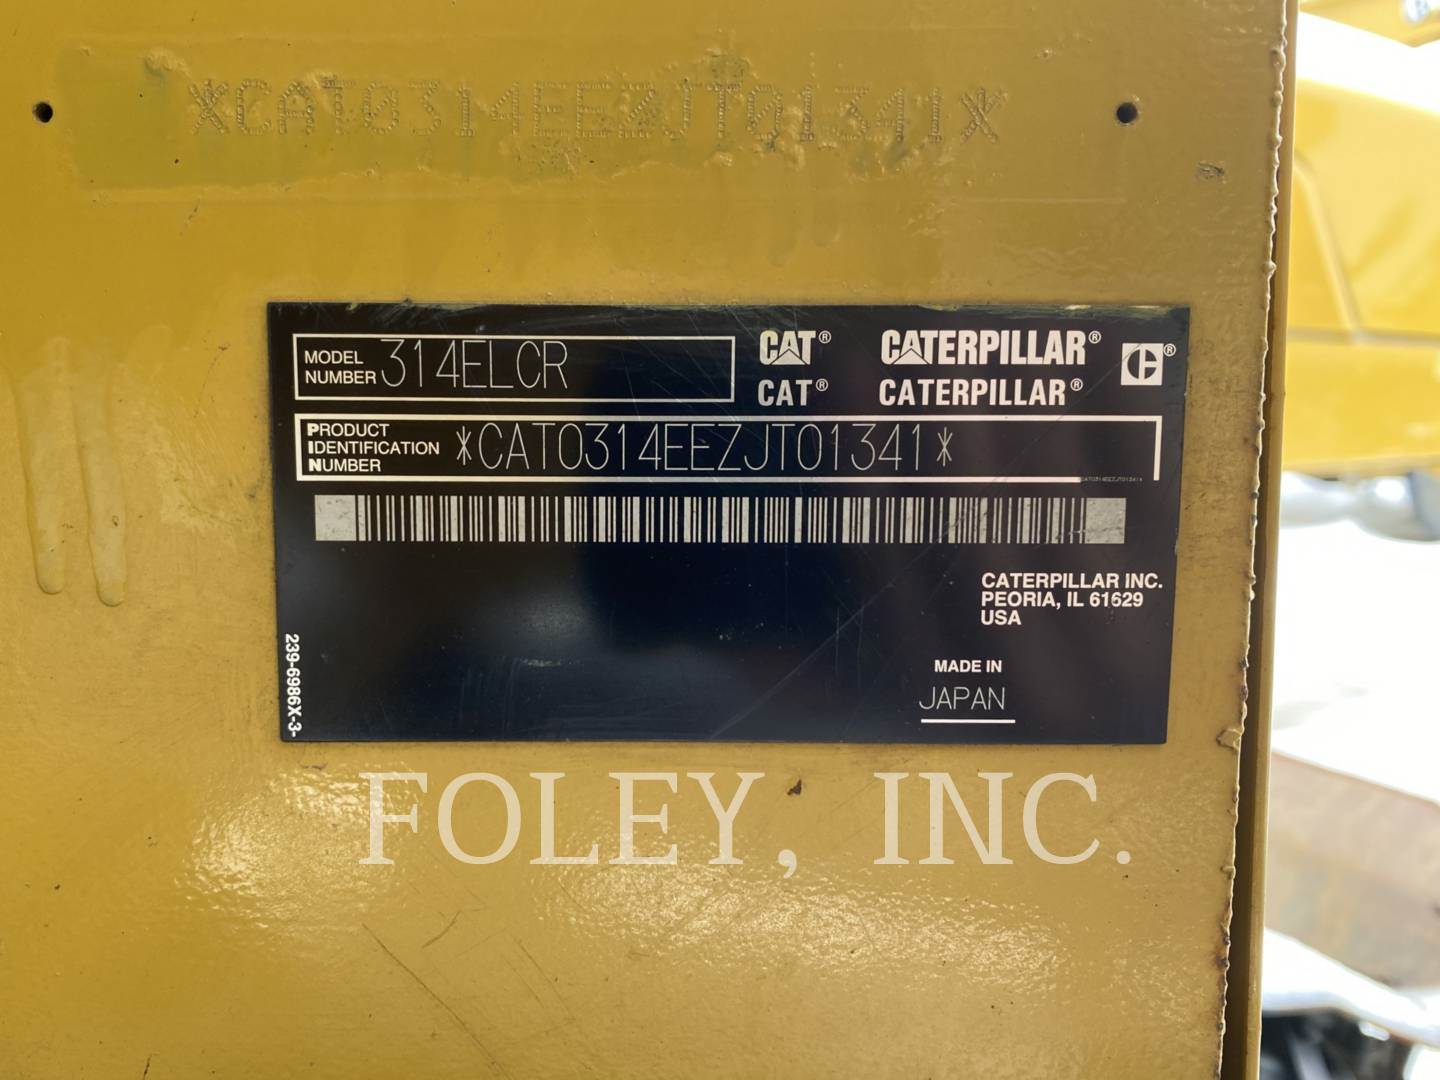 *CAT0314EEZJT01341*
MODEL NUMBER 314ELCR
CAT® CATERPILLAR®
CAT® CATERPILLAR®
PRODUCT IDENTIFICATION NUMBER *CAT0314EEZJT01341*
CAT0314EEZJT01341
CATERPILLAR INC.
PEORIA, IL 61629
USA
MADE IN
JAPAN
239-6986X-3-
FOLEY, INC.